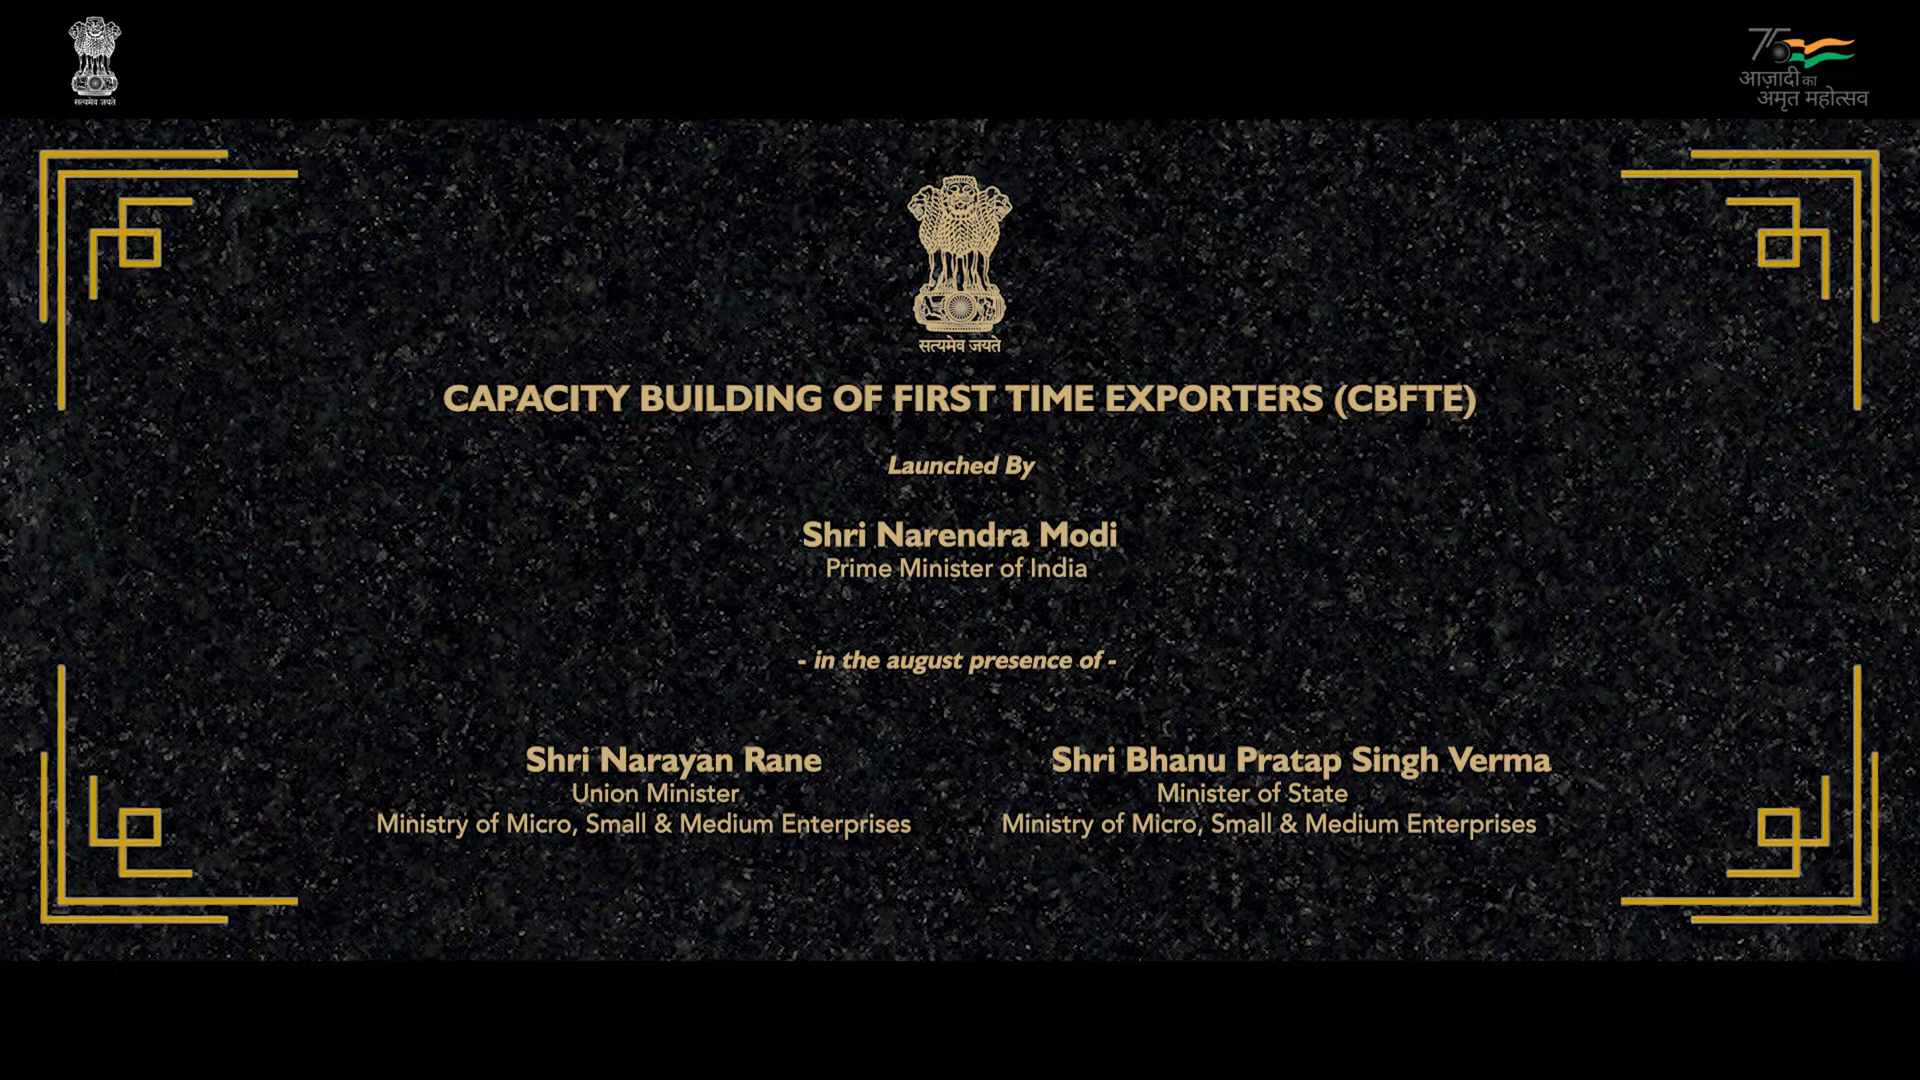 सत्यमेव जयते
75
आज़ादी का
अमृत महोत्सव
सत्यमेव जयते
CAPACITY BUILDING OF FIRST TIME EXPORTERS (CBFTE)
Launched By
Shri Narendra Modi
Prime Minister of India
- in the august presence of -
Shri Narayan Rane
Union Minister
Ministry of Micro, Small & Medium Enterprises
Shri Bhanu Pratap Singh Verma
Minister of State
Ministry of Micro, Small & Medium Enterprises